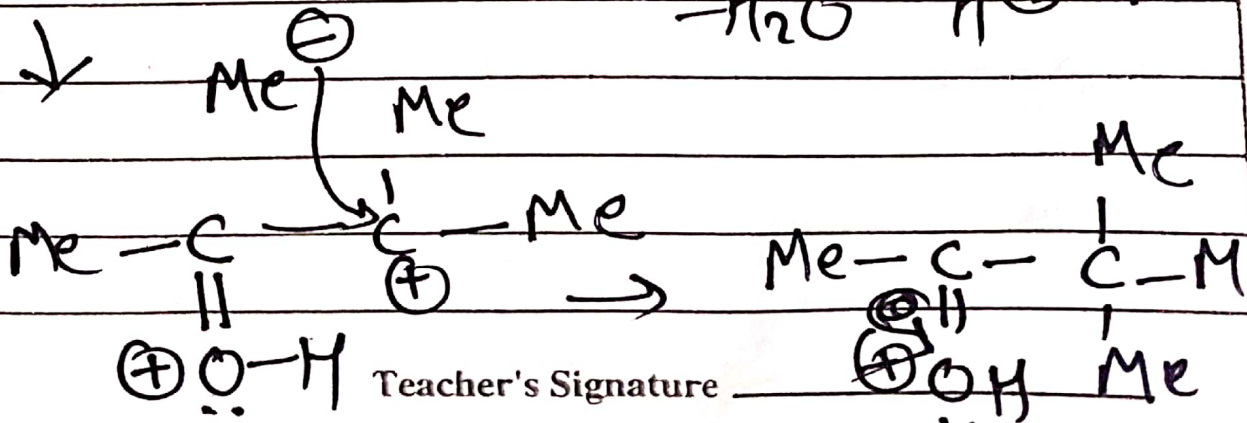 -H2O H⊕
↓ Me⊖ Me
Me
Me — C — C — Me
Me — C — C — M
|| ⊕ → ⊕ ||
⊕ O—H Teacher's Signature ⊕ OH Me